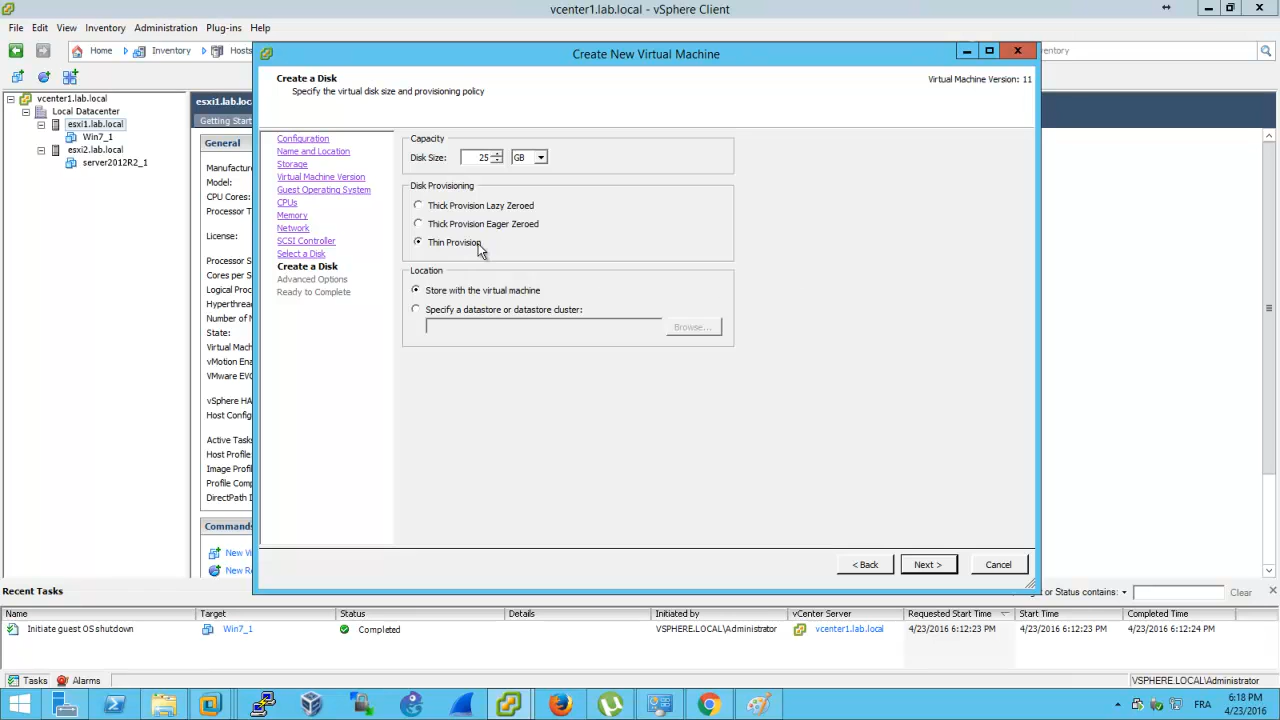 vcenter1.lab.local - vSphere Client
File Edit View Inventory Administration Plug-ins Help
Home Inventory Hosts
entory
Create New Virtual Machine
Create a Disk
Specify the virtual disk size and provisioning policy
Virtual Machine Version: 11
vcenter1.lab.local
Local Datacenter
esxi1.lab.local
Win7_1
esxi2.lab.local
server2012R2_1
esxi1.lab.loc
Getting Start
General
Manufactur
Model:
CPU Cores:
Processor T
License:
Processor S
Cores per S
Logical Proc
Hyperthrea
Number of N
State:
Virtual Mach
vMotion Ena
VMware EVC
vSphere HA
Host Config
Active Task
Host Profile
Image Profil
Profile Comp
DirectPath I
Commands
New Vi
New Re
Configuration
Name and Location
Storage
Virtual Machine Version
Guest Operating System
CPUs
Memory
Network
SCSI Controller
Select a Disk
Create a Disk
Advanced Options
Ready to Complete
Capacity
Disk Size: 25 GB
Disk Provisioning
Thick Provision Lazy Zeroed
Thick Provision Eager Zeroed
Thin Provision
Location
Store with the virtual machine
Specify a datastore or datastore cluster:
Browse...
< Back Next > Cancel
Recent Tasks
or Status contains: Clear
Name Target Status Details Initiated by vCenter Server Requested Start Time Start Time Completed Time
Initiate guest OS shutdown Win7_1 Completed VSPHERE.LOCAL\Administrator vcenter1.lab.local 4/23/2016 6:12:23 PM 4/23/2016 6:12:23 PM 4/23/2016 6:12:24 PM
Tasks Alarms
VSPHERE.LOCAL\Administrator
FRA
6:18 PM
4/23/2016